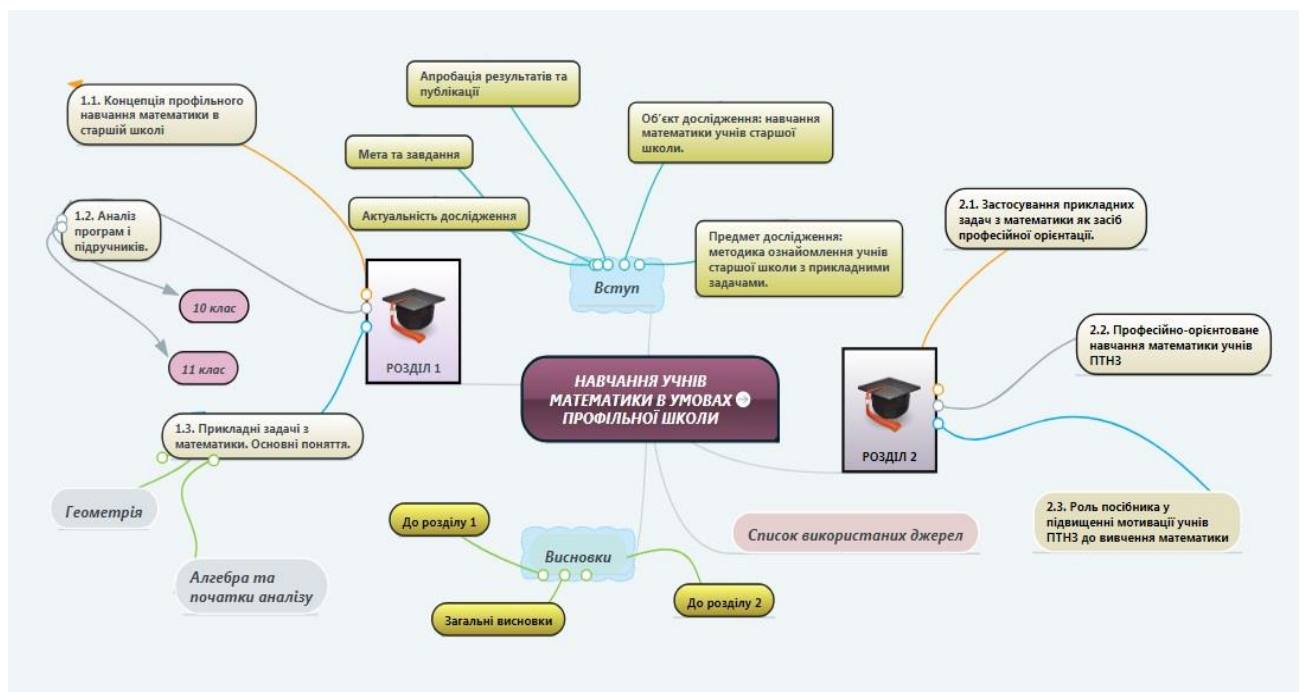 1.1. Концепція профільного
навчання математики в
старшій школі
1.2. Аналіз
програм і
підручників.
10 клас
11 клас
1.3. Прикладні задачі з
математики. Основні поняття.
Геометрія
Алгебра та
початки аналізу
РОЗДІЛ 1
Апробація результатів та
публікації
Мета та завдання
Актуальність дослідження
Об'єкт дослідження: навчання
математики учнів старшої
школи.
Предмет дослідження:
методика ознайомлення учнів
старшої школи з прикладними
задачами.
Вступ
НАВЧАННЯ УЧНІВ
МАТЕМАТИКИ В УМОВАХ
ПРОФІЛЬНОЇ ШКОЛИ
До розділу 1
Висновки
Загальні висновки
До розділу 2
Список використаних джерел
РОЗДІЛ 2
2.1. Застосування прикладних
задач з математики як засіб
професійної орієнтації.
2.2. Професійно-орієнтоване
навчання математики учнів
ПТНЗ
2.3. Роль посібника у
підвищенні мотивації учнів
ПТНЗ до вивчення математики